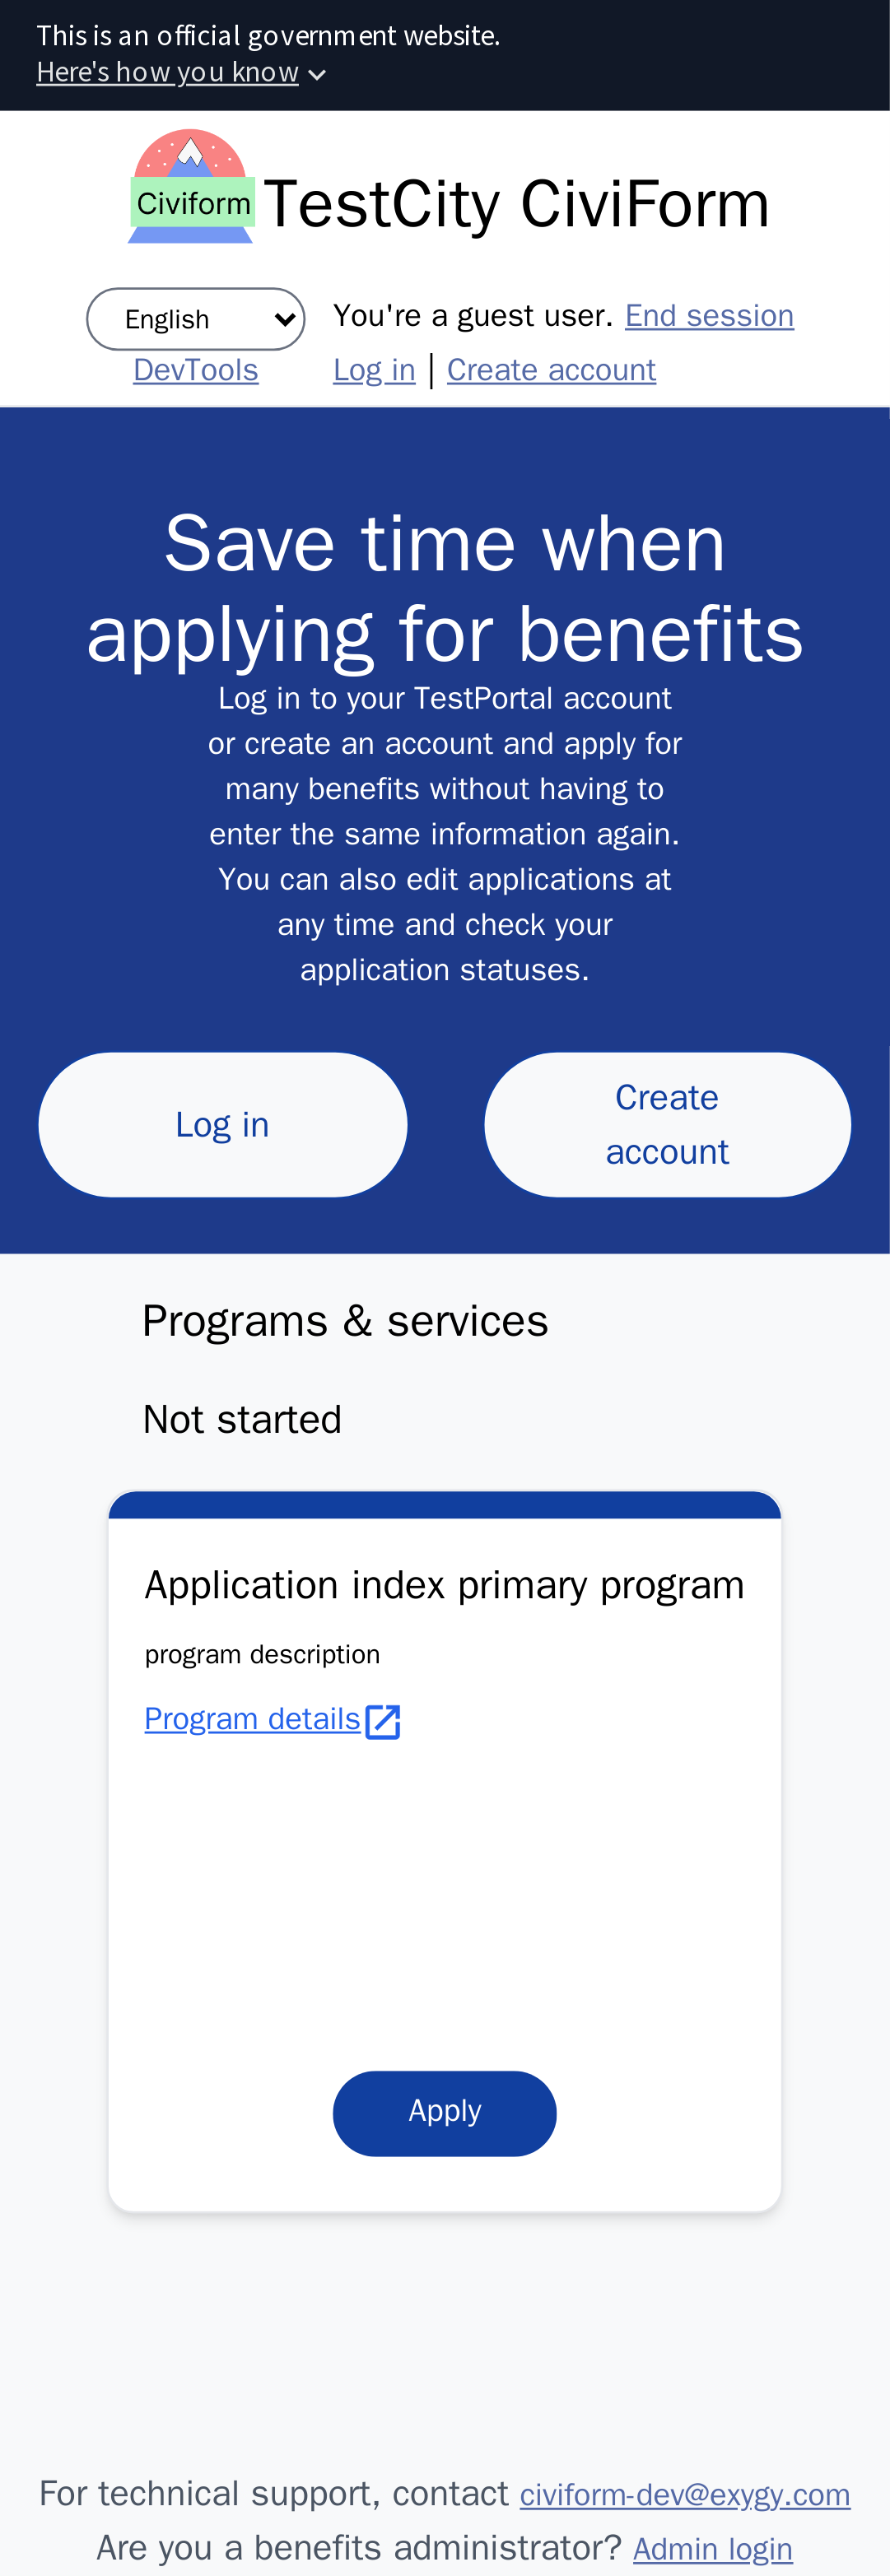 This is an official government website.
Here's how you know
Civiform
TestCity CiviForm
English
You're a guest user. End session
DevTools
Log in | Create account
Save time when
applying for benefits
Log in to your TestPortal account
or create an account and apply for
many benefits without having to
enter the same information again.
You can also edit applications at
any time and check your
application statuses.
Log in
Create
account
Programs & services
Not started
Application index primary program
program description
Program details
Apply
For technical support, contact civiform-dev@exygy.com
Are you a benefits administrator? Admin login